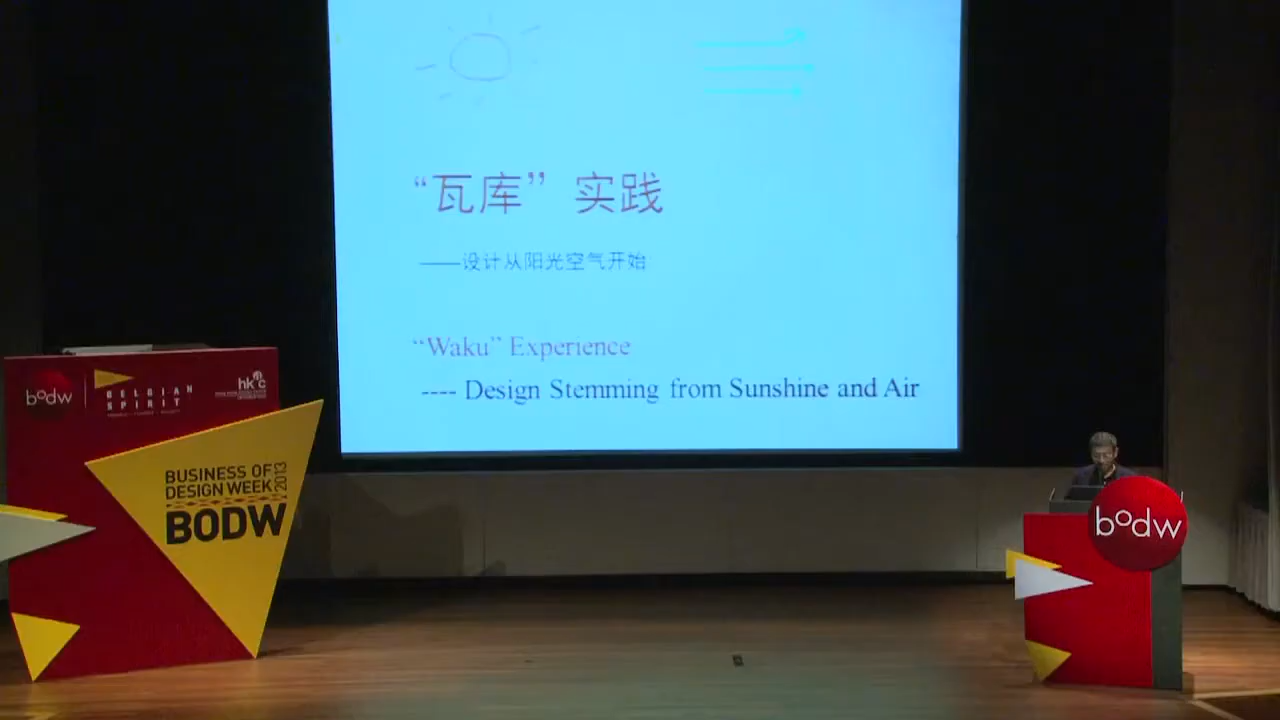 “瓦库” 实践
——设计从阳光空气开始
“Waku” Experience
---- Design Stemming from Sunshine and Air
bodw
BELGIAN
SPIRIT
hkdc
BUSINESS OF
DESIGN WEEK 2013
BODW
bodw